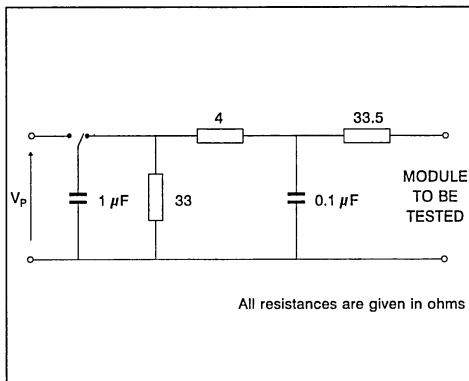 4
33.5
V_P
1 µF
33
0.1 µF
MODULE
TO BE
TESTED
All resistances are given in ohms